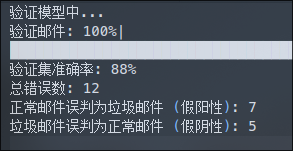 验证模型中...
验证邮件: 100%|
验证集准确率: 88%
总错误数: 12
正常邮件误判为垃圾邮件 (假阳性): 7
垃圾邮件误判为正常邮件 (假阴性): 5